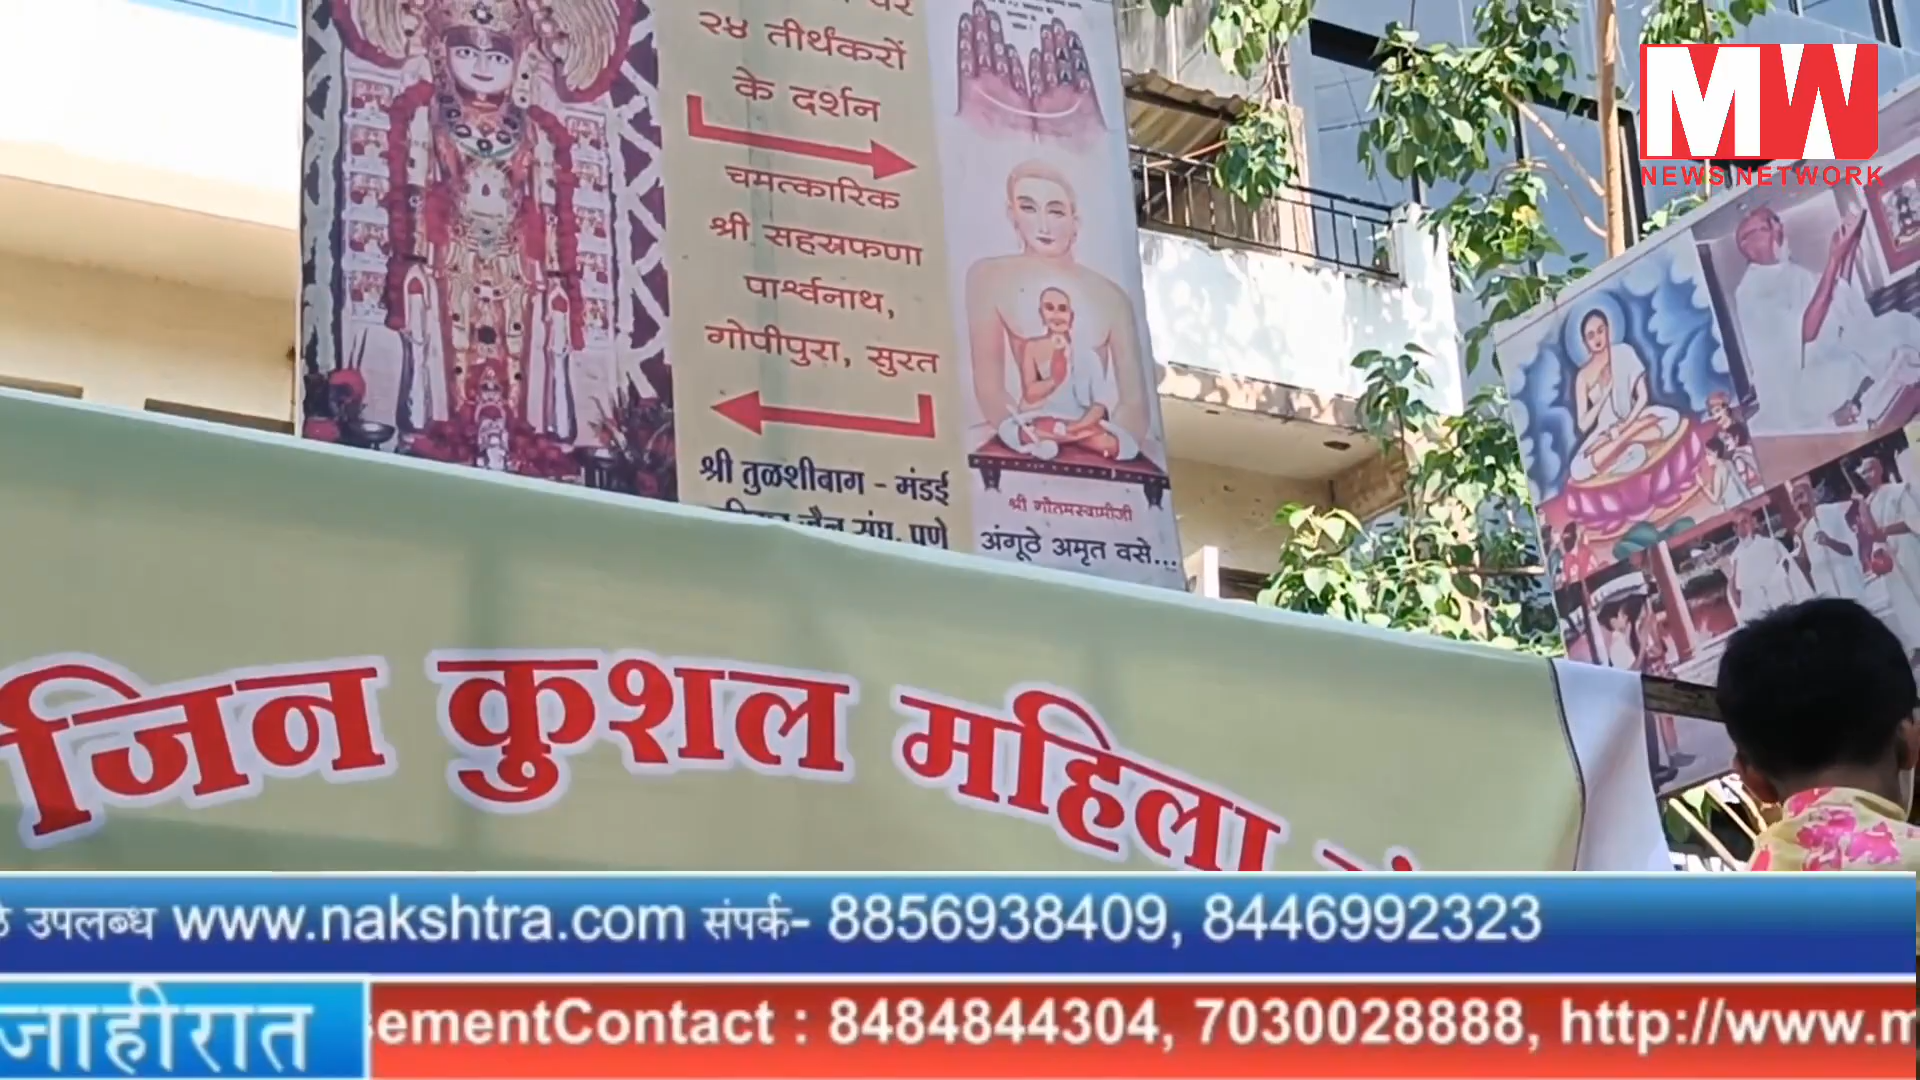 २४ तीर्थंकरों
के दर्शन
चमत्कारिक
श्री सहस्रफणा
पार्श्वनाथ,
गोपीपुरा, सुरत
श्री तुळशीबाग - मंडई
जैन संघ, पुणे
श्री गौतमस्वामीजी
अंगूठे अमृत वसे...
MW
NEWS NETWORK
जिन कुशल महिला
उपलब्ध www.nakshtra.com संपर्क- 8856938409, 8446992323
जाहीरात
sementContact : 8484844304, 7030028888, http://www.m